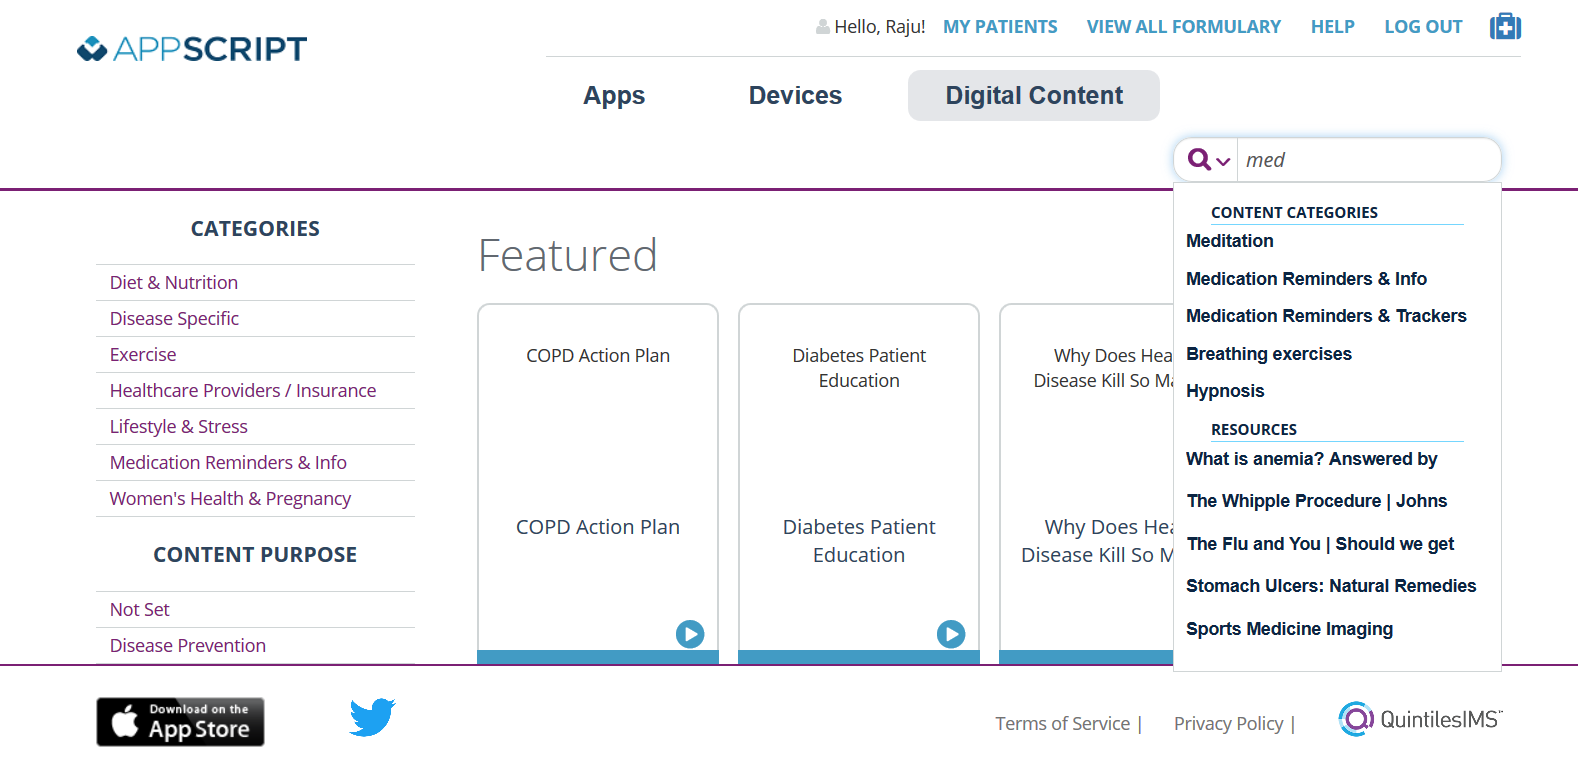 APPSCRIPT
Hello, Raju! MY PATIENTS VIEW ALL FORMULARY HELP LOG OUT
Apps Devices Digital Content
med
CONTENT CATEGORIES
Meditation
Medication Reminders & Info
Medication Reminders & Trackers
Breathing exercises
Hypnosis
RESOURCES
What is anemia? Answered by
The Whipple Procedure | Johns
The Flu and You | Should we get
Stomach Ulcers: Natural Remedies
Sports Medicine Imaging
CATEGORIES
Diet & Nutrition
Disease Specific
Exercise
Healthcare Providers / Insurance
Lifestyle & Stress
Medication Reminders & Info
Women's Health & Pregnancy
CONTENT PURPOSE
Not Set
Disease Prevention
Featured
COPD Action Plan
COPD Action Plan
Diabetes Patient
Education
Diabetes Patient
Education
Why Does Hea
Disease Kill So Ma
Why Does Hea
Disease Kill So M
Download on the
App Store
Terms of Service |
Privacy Policy |
QuintilesIMS™